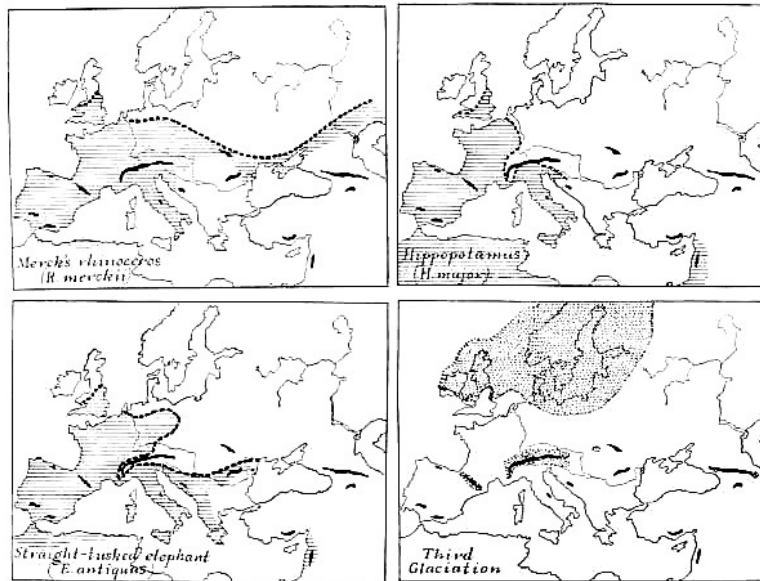 Merck's rhinoceros
(R. merckii)
Hippopotamus
(H. major)
Straight-tusked elephant
(E. antiquus)
Third
Glaciation